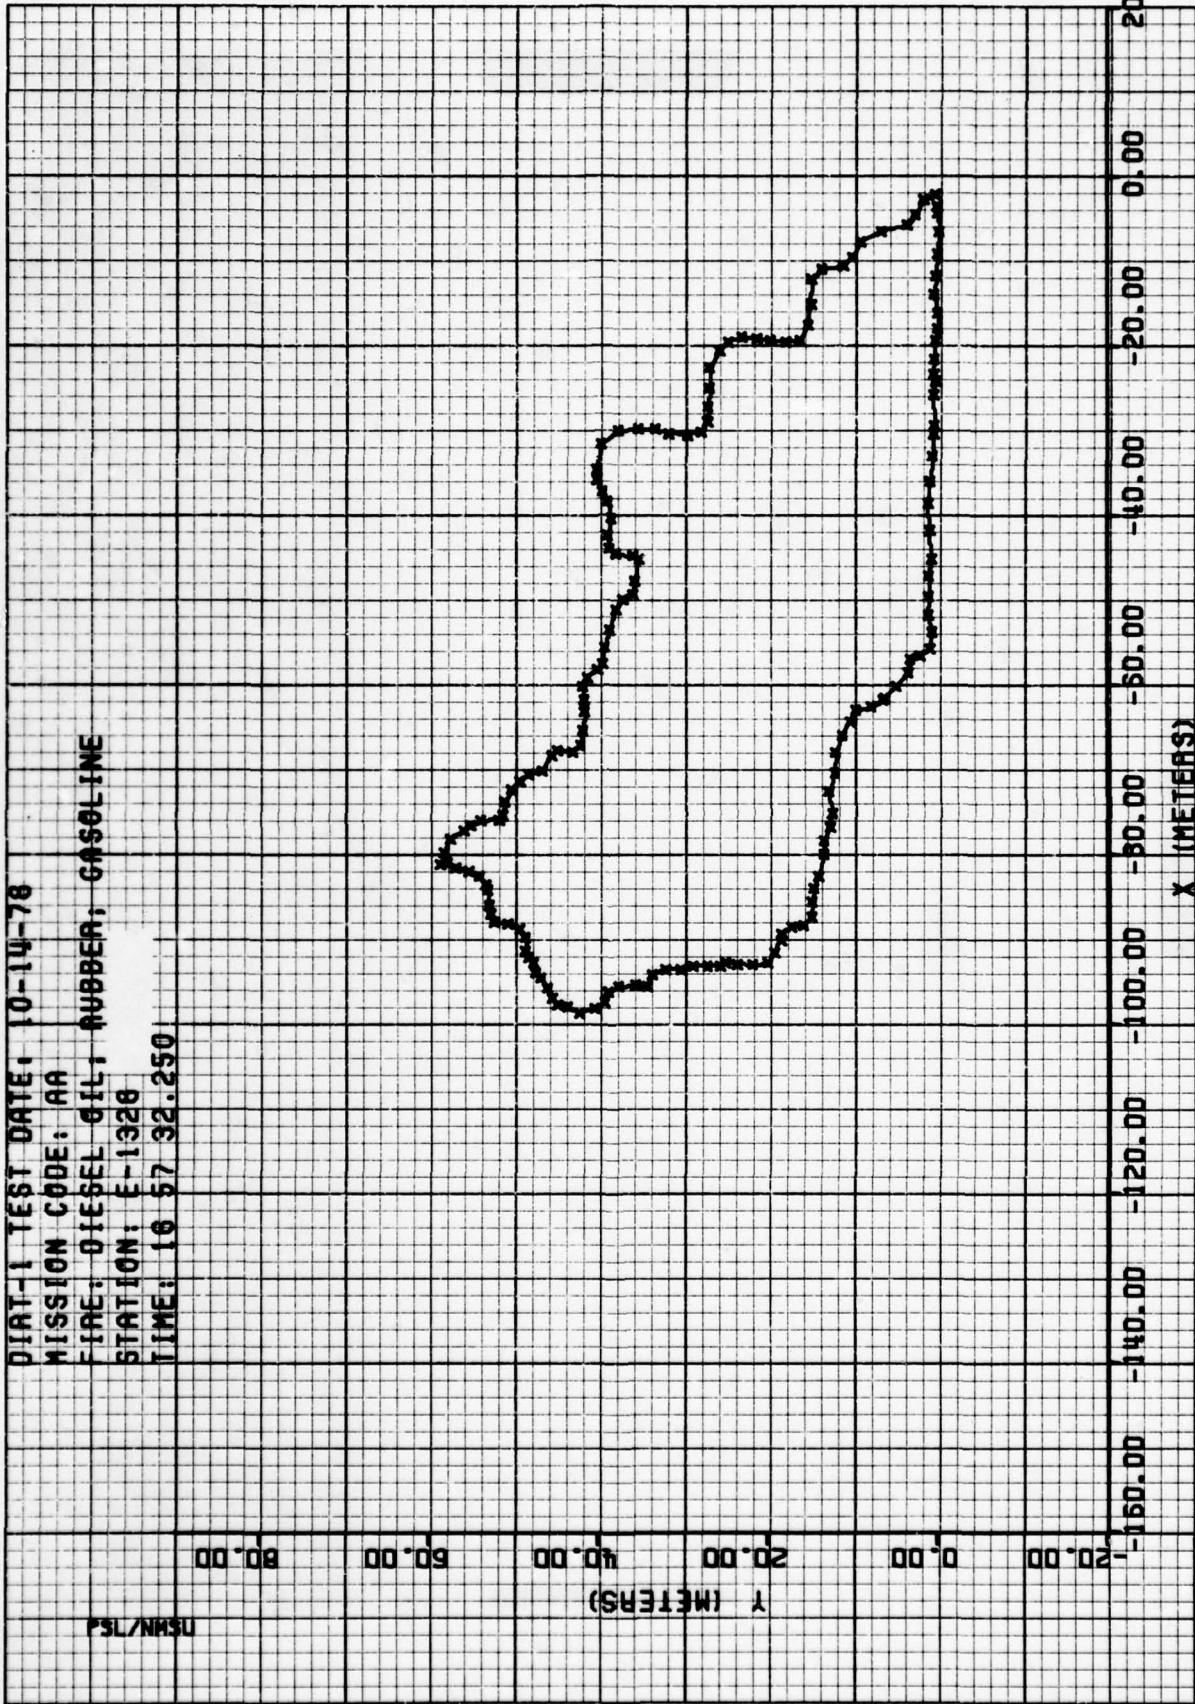 DIRT-1 TEST DATE: 10-14-78
MISSION CODE: AA
FIRE: DIESEL OIL; RUBBER; GASOLINE
STATION: E-1328
TIME: 16 57 32.250
PSL/NMSU
80.00
60.00
40.00
20.00
0.00
-20.00
Y (METERS)
-160.00 -140.00 -120.00 -100.00 -80.00 -60.00 -40.00 -20.00 0.00 20
X (METERS)